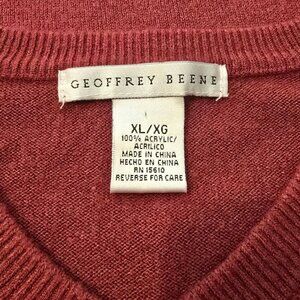 GEOFFREY BEENE
XL/XG
100% ACRYLIC/
ACRILICO
MADE IN CHINA
HECHO EN CHINA
RN 15610
REVERSE FOR CARE